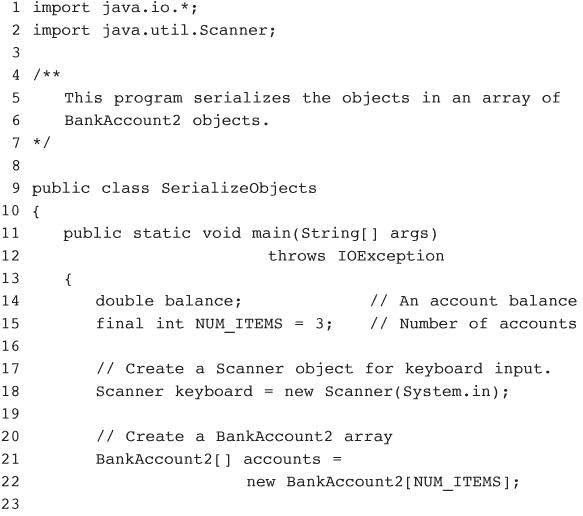 1 import java.io.*;
2 import java.util.Scanner;
3
4 /**
5    This program serializes the objects in an array of
6    BankAccount2 objects.
7 */
8
9 public class SerializeObjects
10 {
11    public static void main(String[] args)
12                       throws IOException
13    {
14       double balance;             // An account balance
15       final int NUM_ITEMS = 3;    // Number of accounts
16
17       // Create a Scanner object for keyboard input.
18       Scanner keyboard = new Scanner(System.in);
19
20       // Create a BankAccount2 array
21       BankAccount2[] accounts =
22                     new BankAccount2[NUM_ITEMS];
23